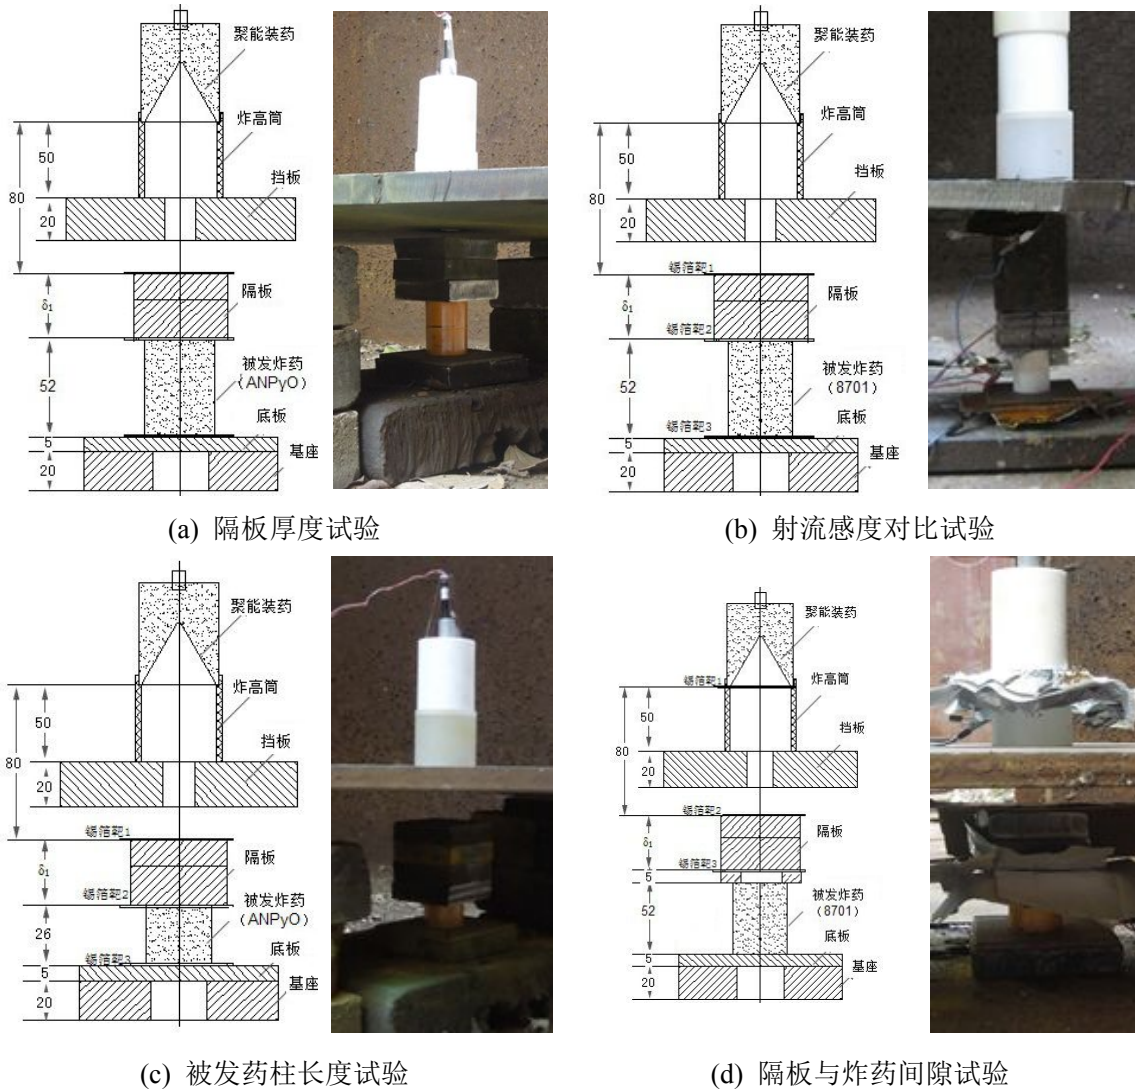 聚能装药
炸高筒
50
挡板
80
20
隔板
δ1
被发炸药
(ANPyO)
52
底板
5
基座
20
(a) 隔板厚度试验
聚能装药
炸高筒
50
挡板
80
20
锡箔靶1
隔板
δ1
锡箔靶2
被发炸药
(8701)
52
底板
锡箔靶3
5
基座
20
(b) 射流感度对比试验
聚能装药
炸高筒
50
挡板
80
20
锡箔靶1
隔板
δ1
锡箔靶2
被发炸药
(ANPyO)
26
底板
锡箔靶3
5
基座
20
(c) 被发药柱长度试验
聚能装药
锡箔靶1
炸高筒
50
挡板
80
20
锡箔靶2
隔板
δ1
锡箔靶3
5
被发炸药
(8701)
52
底板
5
基座
20
(d) 隔板与炸药间隙试验